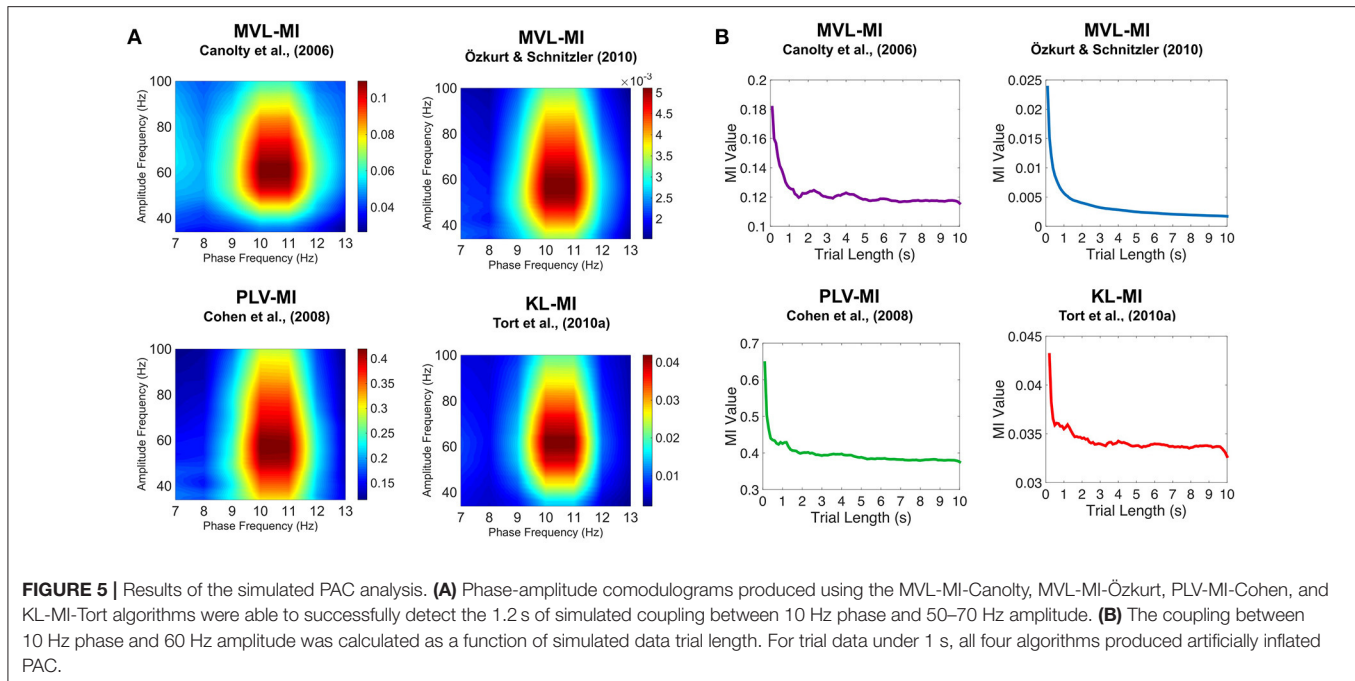 A
MVL-MI
Canolty et al., (2006)
Amplitude Frequency (Hz)
100
80
60
40
7 8 9 10 11 12 13
Phase Frequency (Hz)
0.1
0.08
0.06
0.04
MVL-MI
Özkurt & Schnitzler (2010)
×10⁻³
Amplitude Frequency (Hz)
100
80
60
40
7 8 9 10 11 12 13
Phase Frequency (Hz)
5
4.5
4
3.5
3
2.5
2
PLV-MI
Cohen et al., (2008)
Amplitude Frequency (Hz)
100
80
60
40
7 8 9 10 11 12 13
Phase Frequency (Hz)
0.4
0.35
0.3
0.25
0.2
0.15
KL-MI
Tort et al., (2010a)
Amplitude Frequency (Hz)
100
80
60
40
7 8 9 10 11 12 13
Phase Frequency (Hz)
0.04
0.03
0.02
0.01
B
MVL-MI
Canolty et al., (2006)
MI Value
0.2
0.18
0.16
0.14
0.12
0.1
0 1 2 3 4 5 6 7 8 9 10
Trial Length (s)
MVL-MI
Özkurt & Schnitzler (2010)
MI Value
0.025
0.02
0.015
0.01
0.005
0
0 1 2 3 4 5 6 7 8 9 10
Trial Length (s)
PLV-MI
Cohen et al., (2008)
MI Value
0.7
0.6
0.5
0.4
0.3
0 1 2 3 4 5 6 7 8 9 10
Trial Length (s)
KL-MI
Tort et al., (2010a)
MI Value
0.045
0.04
0.035
0.03
0 1 2 3 4 5 6 7 8 9 10
Trial Length (s)
FIGURE 5 | Results of the simulated PAC analysis. (A) Phase-amplitude comodulograms produced using the MVL-MI-Canolty, MVL-MI-Özkurt, PLV-MI-Cohen, and
KL-MI-Tort algorithms were able to successfully detect the 1.2 s of simulated coupling between 10 Hz phase and 50–70 Hz amplitude. (B) The coupling between
10 Hz phase and 60 Hz amplitude was calculated as a function of simulated data trial length. For trial data under 1 s, all four algorithms produced artificially inflated
PAC.